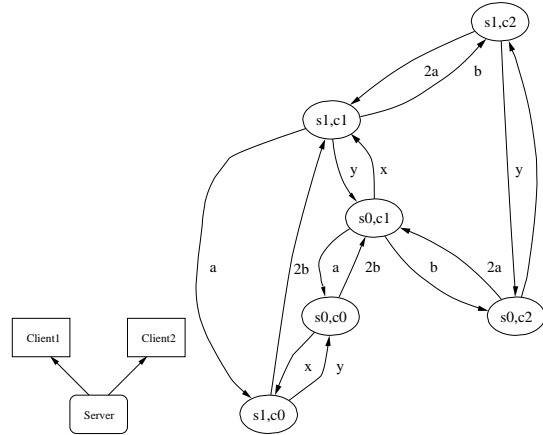 s1,c2
2a
b
s1,c1
y
x
y
s0,c1
a
a
2b
2b
b
2a
s0,c0
s0,c2
Client1
Client2
x
y
Server
s1,c0